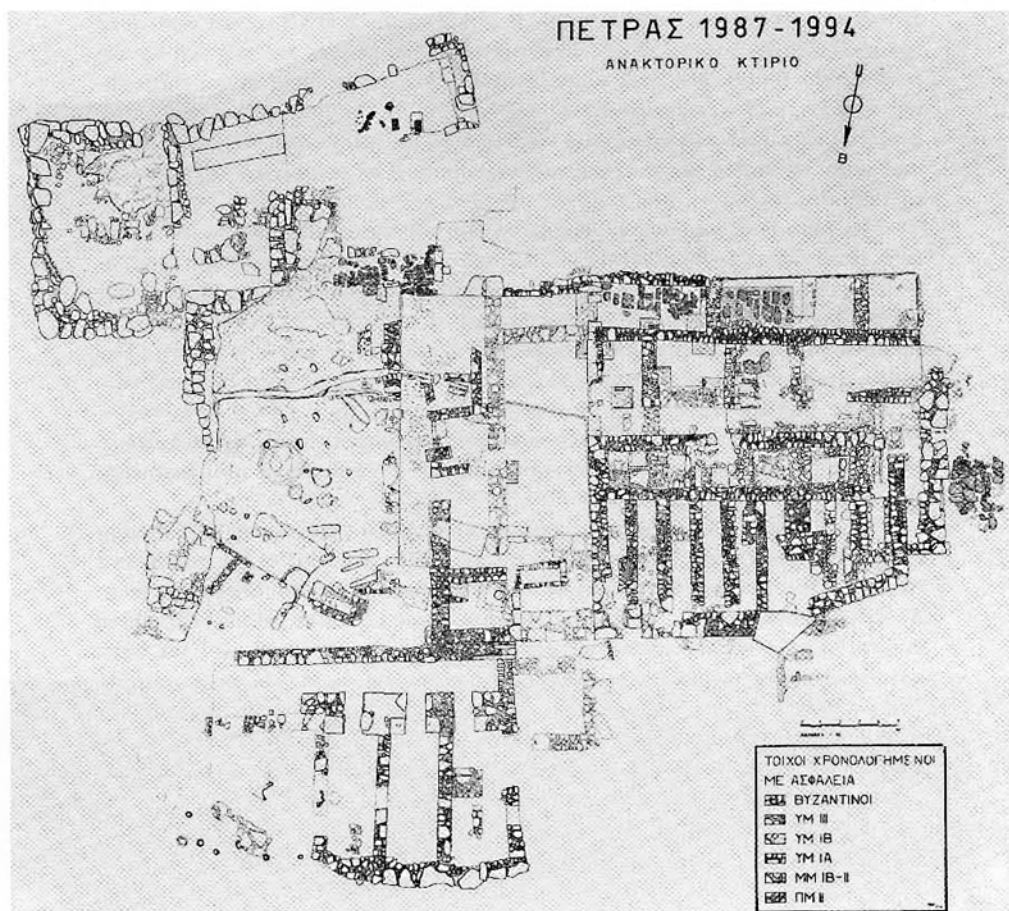 ΠΕΤΡΑΣ 1987-1994
ΑΝΑΚΤΟΡΙΚΟ ΚΤΙΡΙΟ
Β
ΤΟΙΧΟΙ ΧΡΟΝΟΛΟΓΗΜΕΝΟΙ
ΜΕ ΑΣΦΑΛΕΙΑ
ΒΥΖΑΝΤΙΝΟΙ
ΥΜ ΙΙΙ
ΥΜ ΙΒ
ΥΜ ΙΑ
ΜΜ ΙΒ-ΙΙ
ΠΜ ΙΙ